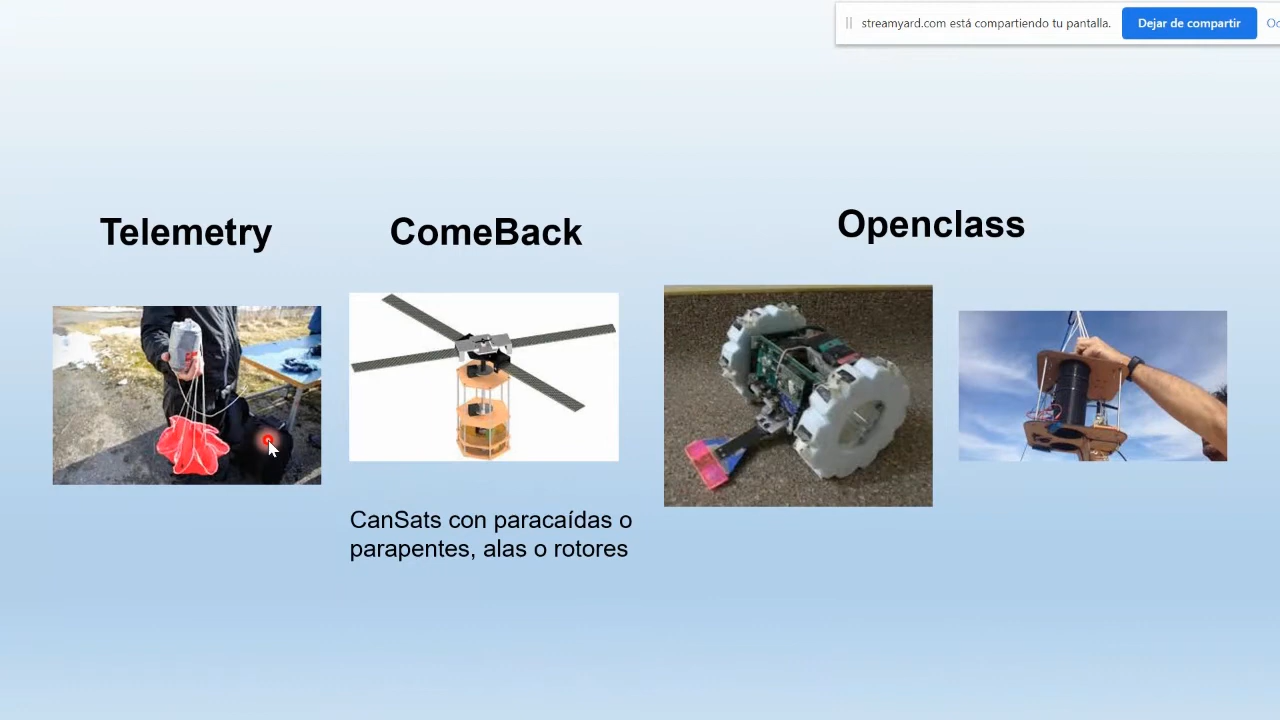 streamyard.com está compartiendo tu pantalla.
Dejar de compartir
Telemetry
ComeBack
Openclass
CanSats con paracaídas o
parapentes, alas o rotores